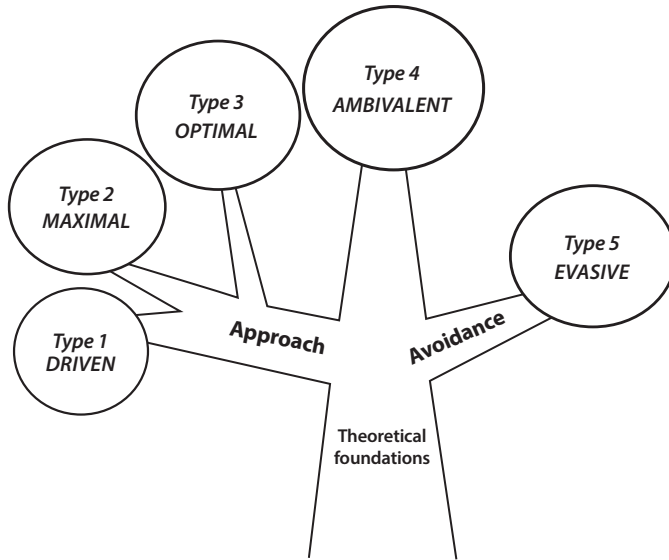 Type 4
AMBIVALENT
Type 3
OPTIMAL
Type 2
MAXIMAL
Type 5
EVASIVE
Type 1
DRIVEN
Approach
Avoidance
Theoretical
foundations